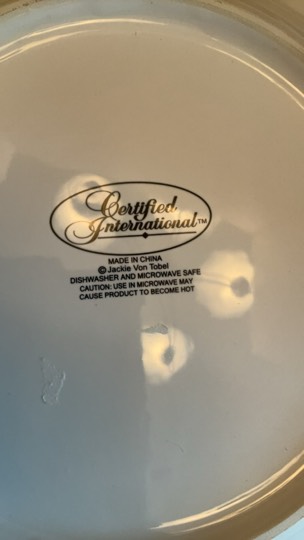 Certified
International™
MADE IN CHINA
©Jackie Von Tobel
DISHWASHER AND MICROWAVE SAFE
CAUTION: USE IN MICROWAVE MAY
CAUSE PRODUCT TO BECOME HOT